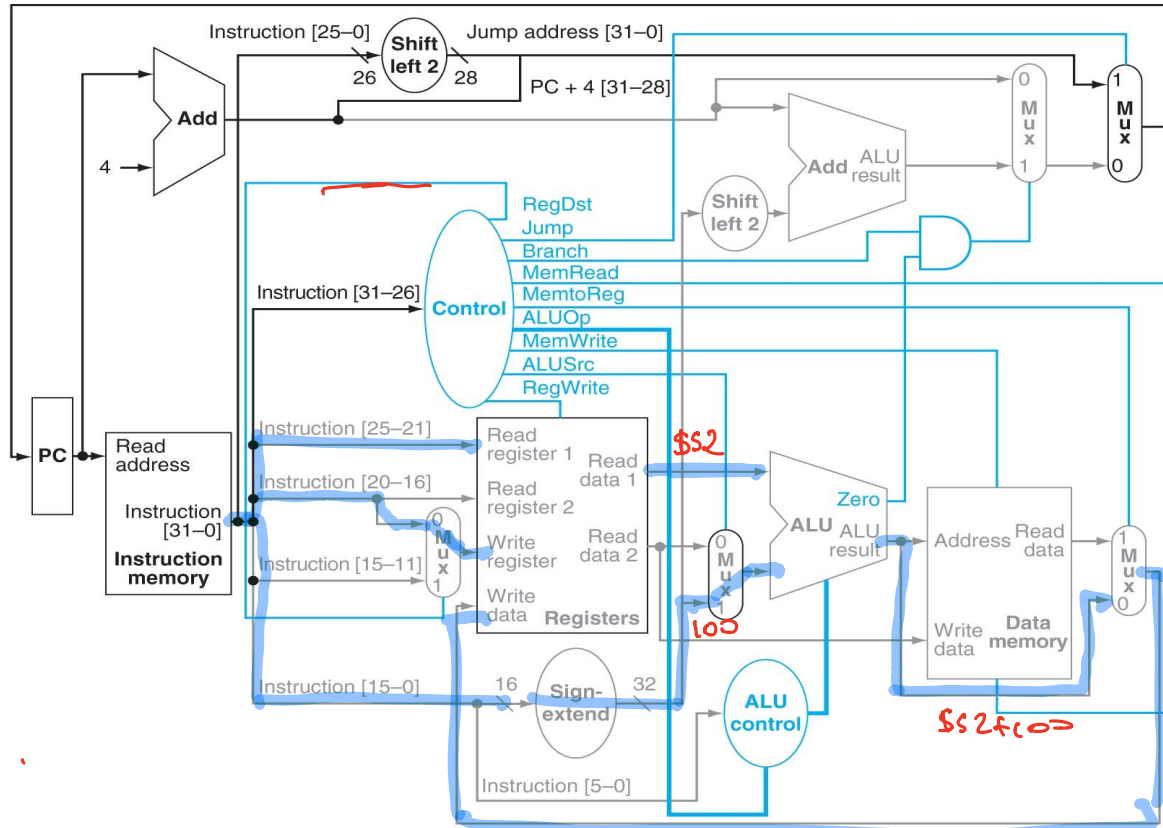 Instruction [25–0]
Shift
left 2
Jump address [31–0]
26
28
PC + 4 [31–28]
Add
4
0
M
u
x
1
1
M
u
x
0
Add
ALU
result
Shift
left 2
RegDst
Jump
Branch
MemRead
MemtoReg
ALUOp
MemWrite
ALUSrc
RegWrite
Instruction [31–26]
Control
PC
Read
address
Instruction
[31–0]
Instruction
memory
Instruction [25–21]
Instruction [20–16]
Instruction [15–11]
0
M
u
x
1
Read
register 1
Read
register 2
Write
register
Write
data
Read
data 1
Read
data 2
Registers
$S2
0
M
u
x
1
100
Zero
ALU
ALU
result
Address
Read
data
Write
data
Data
memory
1
M
u
x
0
$S2+100
Instruction [15–0]
16
Sign-
extend
32
ALU
control
Instruction [5–0]